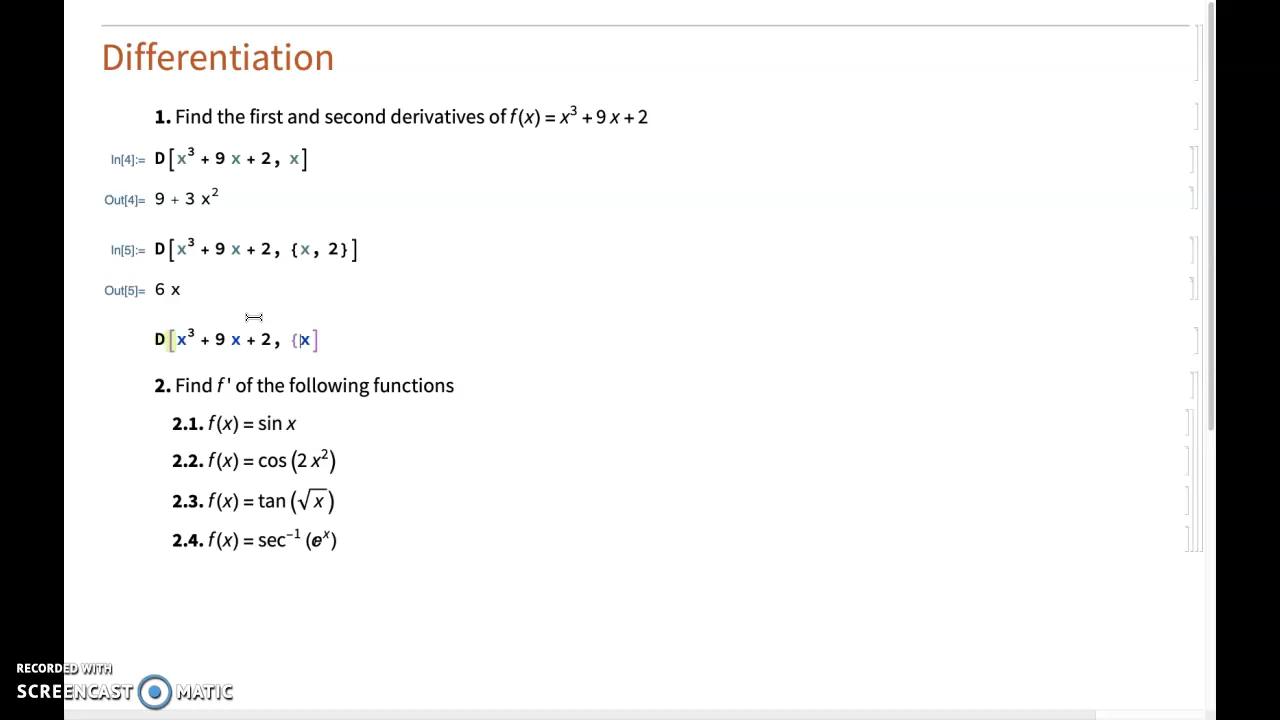 Differentiation
1. Find the first and second derivatives of f(x) = x³ + 9 x + 2
In[4]:= D[x³ + 9 x + 2, x]
Out[4]= 9 + 3 x²
In[5]:= D[x³ + 9 x + 2, {x, 2}]
Out[5]= 6 x
D[x³ + 9 x + 2, {x]
2. Find f ' of the following functions
2.1. f(x) = sin x
2.2. f(x) = cos (2 x²)
2.3. f(x) = tan (√x)
2.4. f(x) = sec⁻¹ (eˣ)
RECORDED WITH
SCREENCAST MATIC